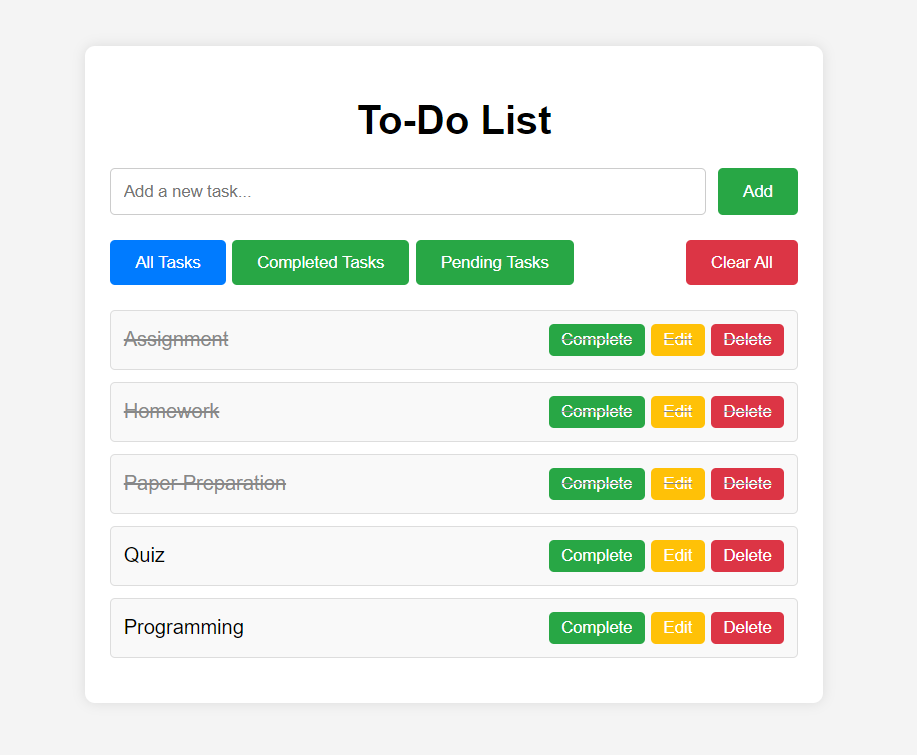 To-Do List
Add a new task...
Add
All Tasks Completed Tasks Pending Tasks Clear All
Assignment Complete Edit Delete
Homework Complete Edit Delete
Paper Preparation Complete Edit Delete
Quiz Complete Edit Delete
Programming Complete Edit Delete